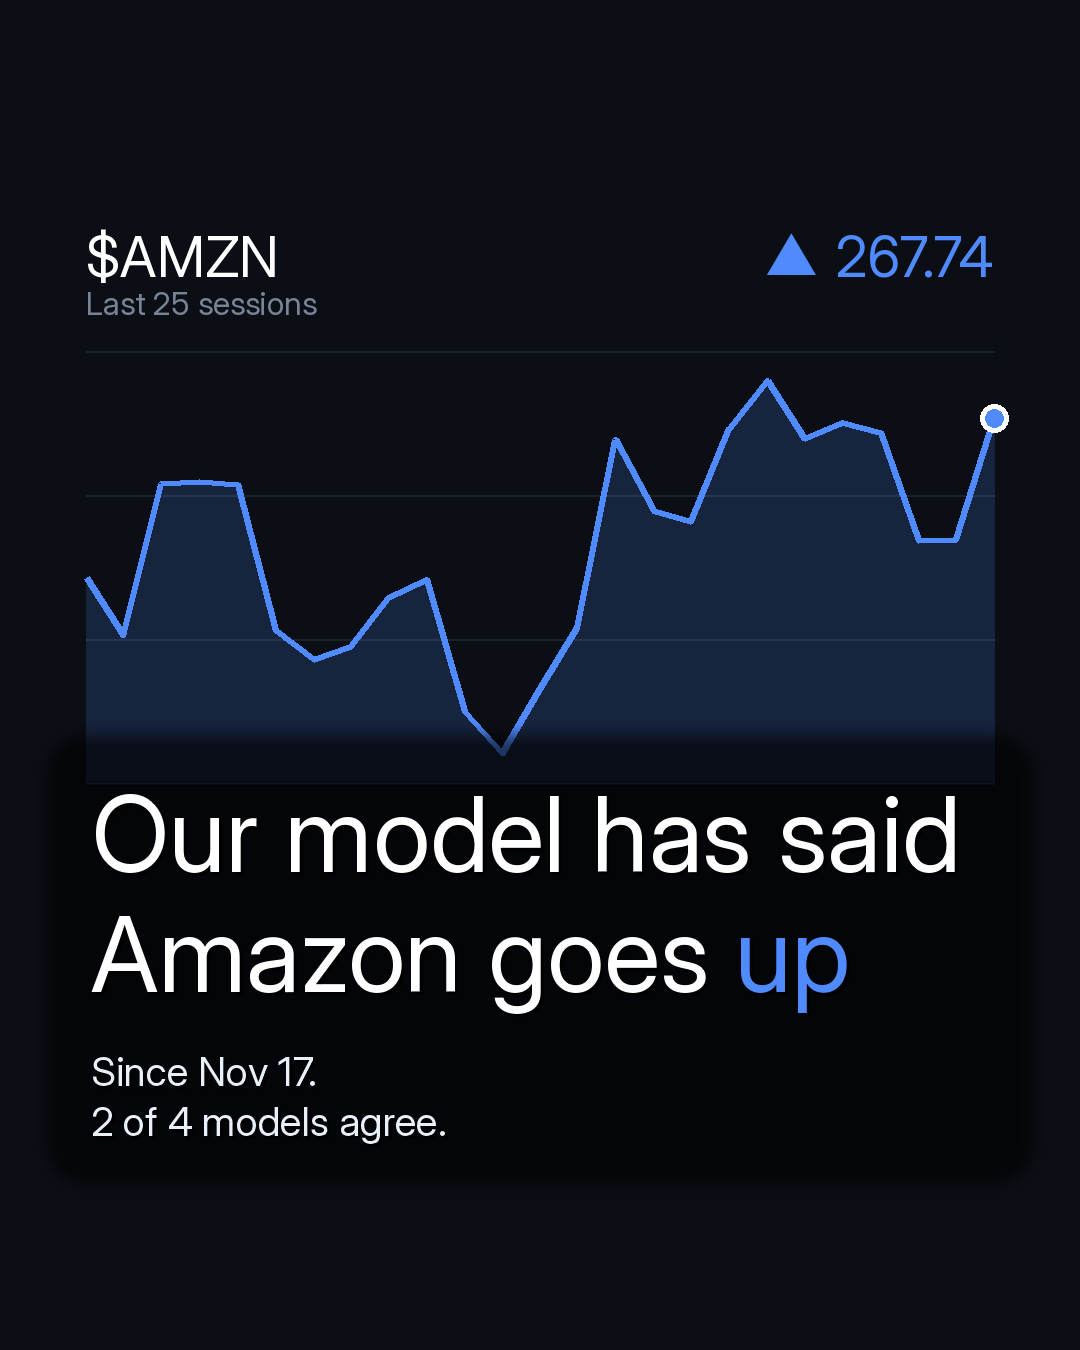 $AMZN
▲ 267.74
Last 25 sessions
Our model has said
Amazon goes up
Since Nov 17.
2 of 4 models agree.